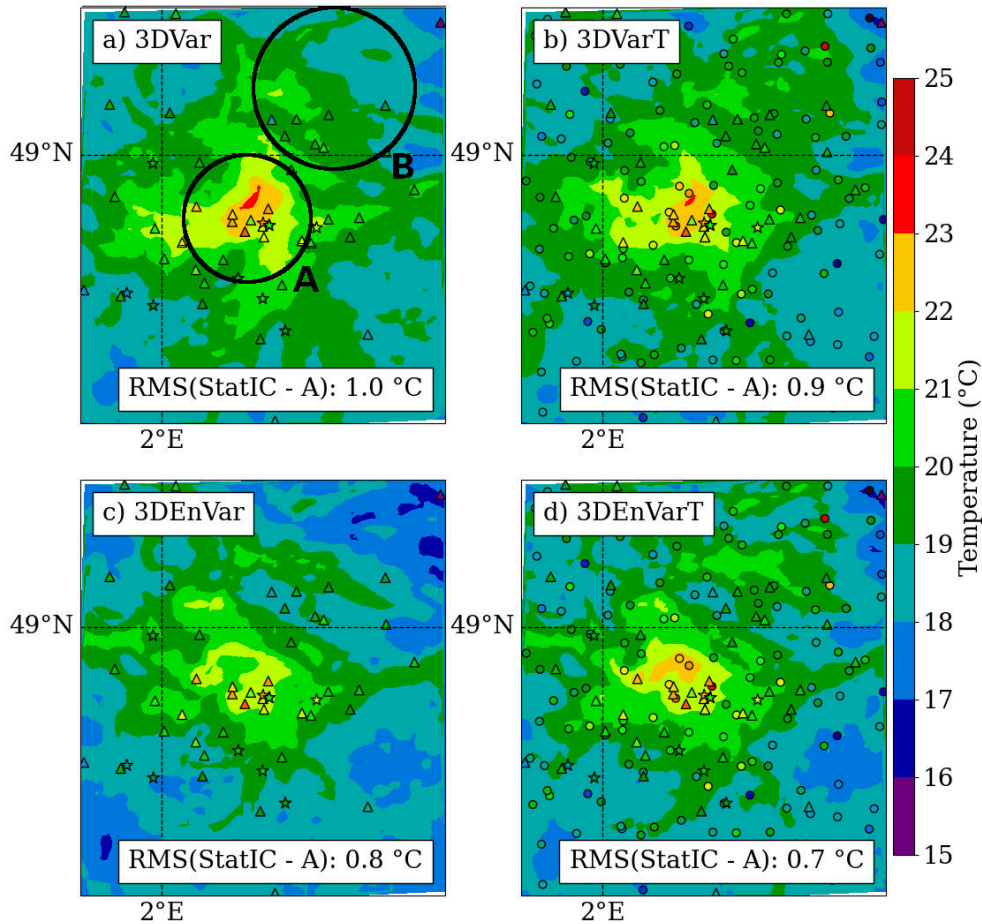 a) 3DVar
B
A
49°N
RMS(StatIC - A): 1.0 °C
2°E
b) 3DVarT
RMS(StatIC - A): 0.9 °C
2°E
c) 3DEnVar
49°N
RMS(StatIC - A): 0.8 °C
2°E
d) 3DEnVarT
RMS(StatIC - A): 0.7 °C
2°E
25
24
23
22
21
20
19
18
17
16
15
Temperature (°C)